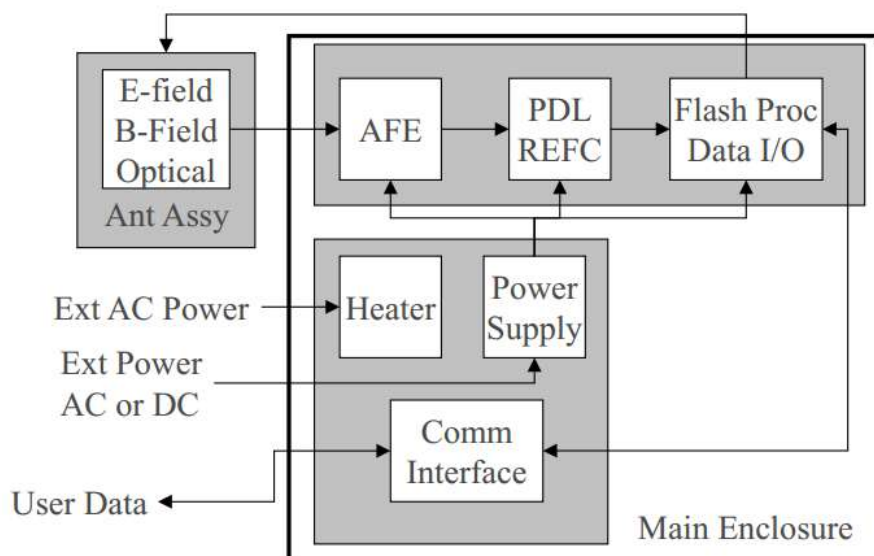 E-field
B-Field
Optical
Ant Assy
AFE
PDL
REFC
Flash Proc
Data I/O
Ext AC Power
Heater
Power
Supply
Ext Power
AC or DC
Comm
Interface
User Data
Main Enclosure